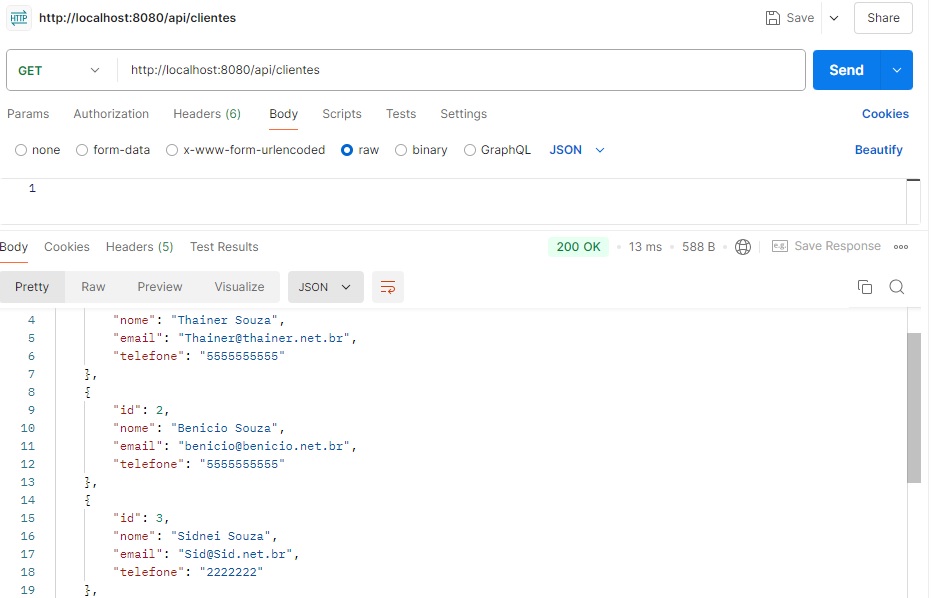 HTTP http://localhost:8080/api/clientes Save Share
GET http://localhost:8080/api/clientes Send
Params Authorization Headers (6) Body Scripts Tests Settings Cookies
none form-data x-www-form-urlencoded raw binary GraphQL JSON Beautify
1
Body Cookies Headers (5) Test Results 200 OK 13 ms 588 B e.g. Save Response
Pretty Raw Preview Visualize JSON
4 "nome": "Thainer Souza",
5 "email": "Thainer@thainer.net.br",
6 "telefone": "5555555555"
7 },
8 {
9 "id": 2,
10 "nome": "Benicio Souza",
11 "email": "benicio@benicio.net.br",
12 "telefone": "5555555555"
13 },
14 {
15 "id": 3,
16 "nome": "Sidnei Souza",
17 "email": "Sid@Sid.net.br",
18 "telefone": "2222222"
19 },